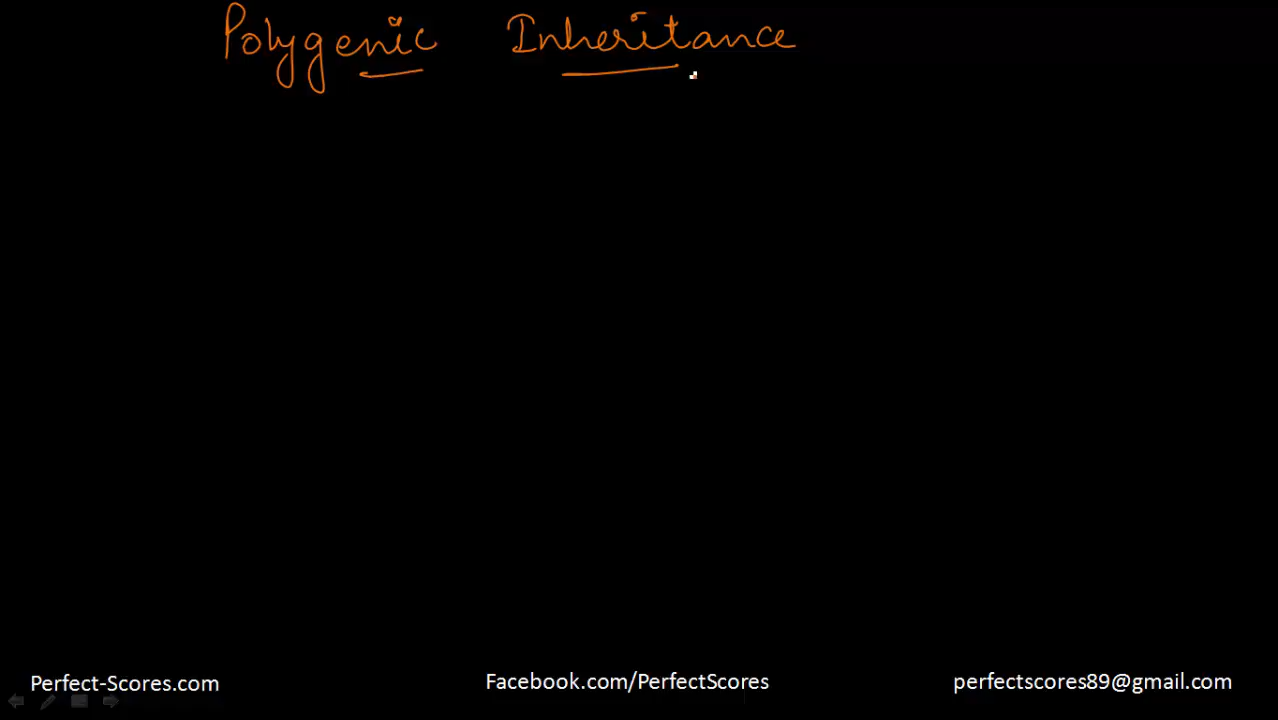 Polygenic Inheritance
Perfect-Scores.com
Facebook.com/PerfectScores
perfectscores89@gmail.com